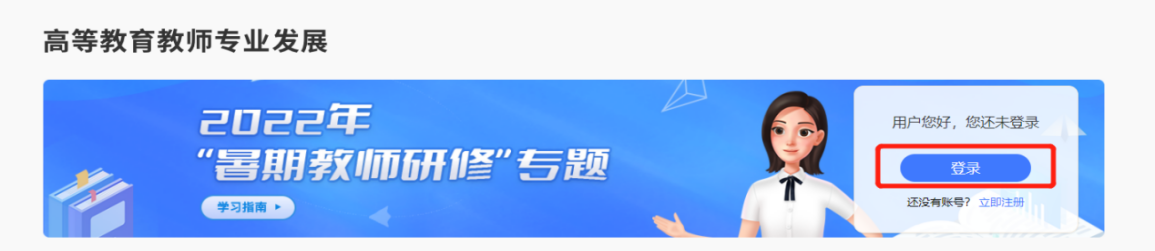 高等教育教师专业发展
2022年
“暑期教师研修”专题
学习指南
用户您好，您还未登录
登录
还没有账号？ 立即注册